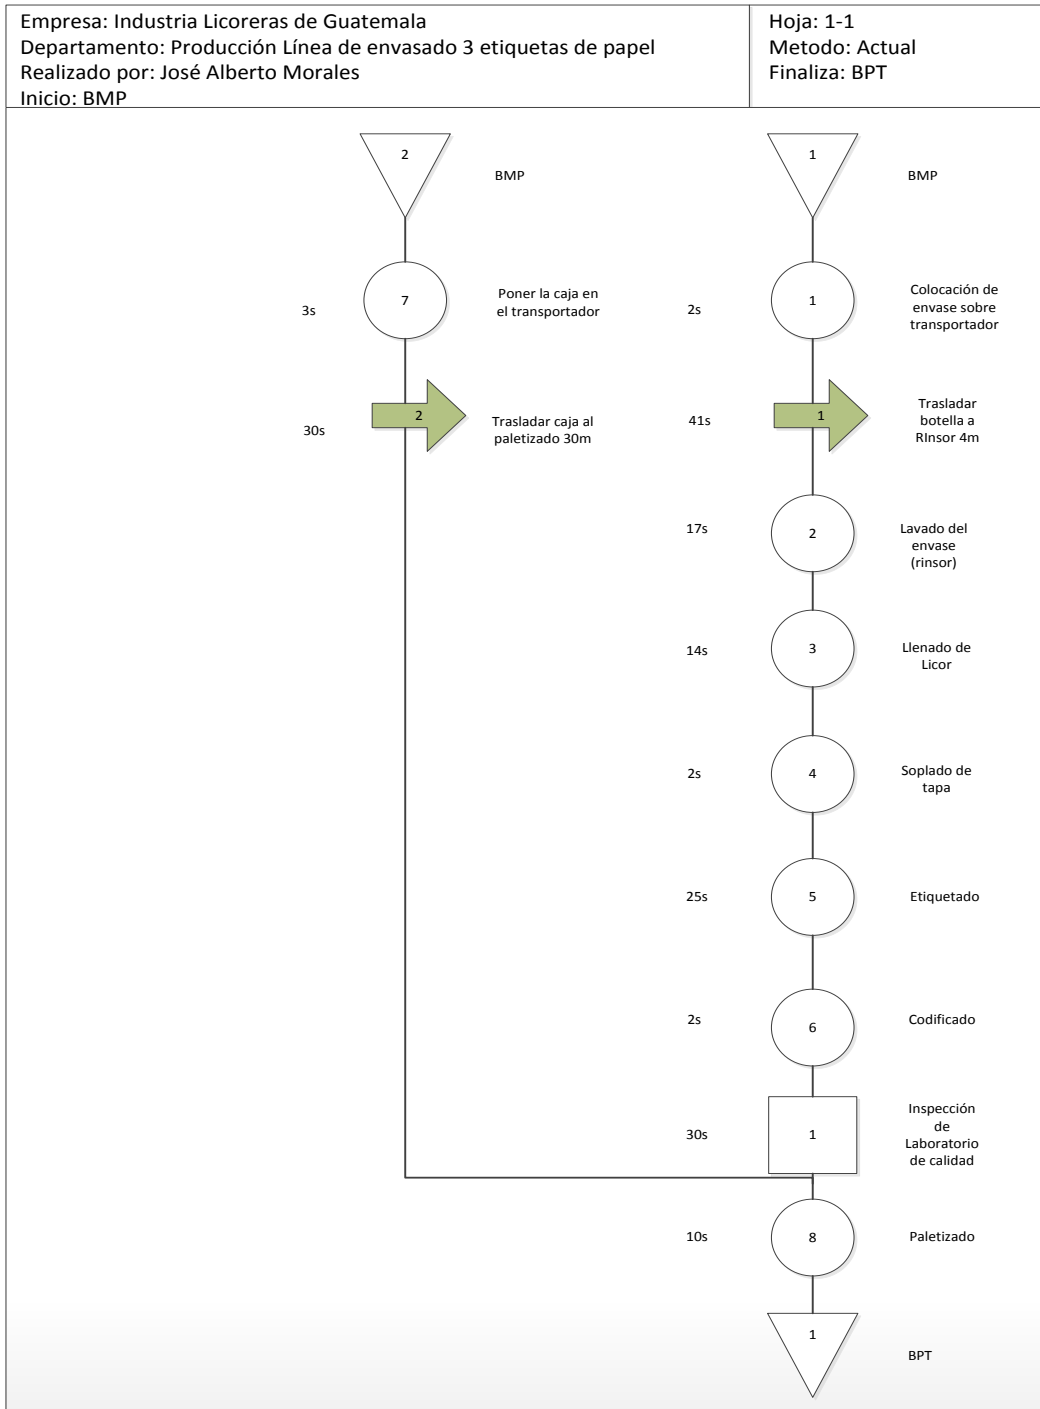 Empresa: Industria Licoreras de Guatemala
Departamento: Producción Línea de envasado 3 etiquetas de papel
Realizado por: José Alberto Morales
Inicio: BMP
Hoja: 1-1
Metodo: Actual
Finaliza: BPT
2
BMP
1
BMP
3s
7
Poner la caja en
el transportador
2s
1
Colocación de
envase sobre
transportador
30s
2
Trasladar caja al
paletizado 30m
41s
1
Trasladar
botella a
RInsor 4m
17s
2
Lavado del
envase
(rinsor)
14s
3
Llenado de
Licor
2s
4
Soplado de
tapa
25s
5
Etiquetado
2s
6
Codificado
30s
1
Inspección
de
Laboratorio
de calidad
10s
8
Paletizado
1
BPT